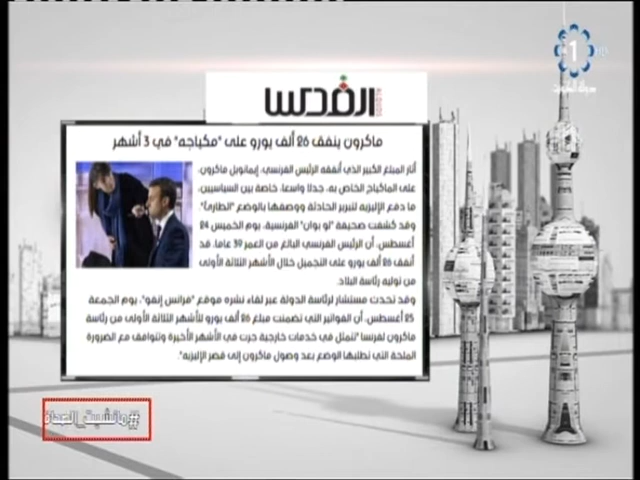 1
القدس
ماكرون ينفق 26 ألف يورو على "مكياجه" في 3 أشهر
أثار المبلغ الكبير الذي أنفقه الرئيس الفرنسي، إيمانويل ماكرون،
على الماكياج الخاص به، جدلا واسعا، خاصة بين السياسيين،
ما دفع الإليزيه لتبرير الحادثة ووصفها بالوضع "الطارئ".
وقد كشفت صحيفة "لو بوان" الفرنسية، يوم الخميس 24
أغسطس، أن الرئيس الفرنسي البالغ من العمر 39 عاما، قد
أنفق 26 ألف يورو على التجميل خلال الأشهر الثلاثة الأولى
من توليه رئاسة البلاد.
وقد تحدث مستشار لرئاسة الدولة عبر لقاء نشره موقع "فرانس إنفو"، يوم الجمعة
25 أغسطس، أن الفواتير التي تضمنت مبلغ 26 ألف يورو للأشهر الثلاثة الأولى من رئاسة
ماكرون لفرنسا "تتمثل في خدمات خارجية جرت في الأشهر الأخيرة وتتوافق مع الضرورة
الملحة التي تطلبها الوضع بعد وصول ماكرون إلى قصر الإليزيه".
#مانشيت_الصحافة